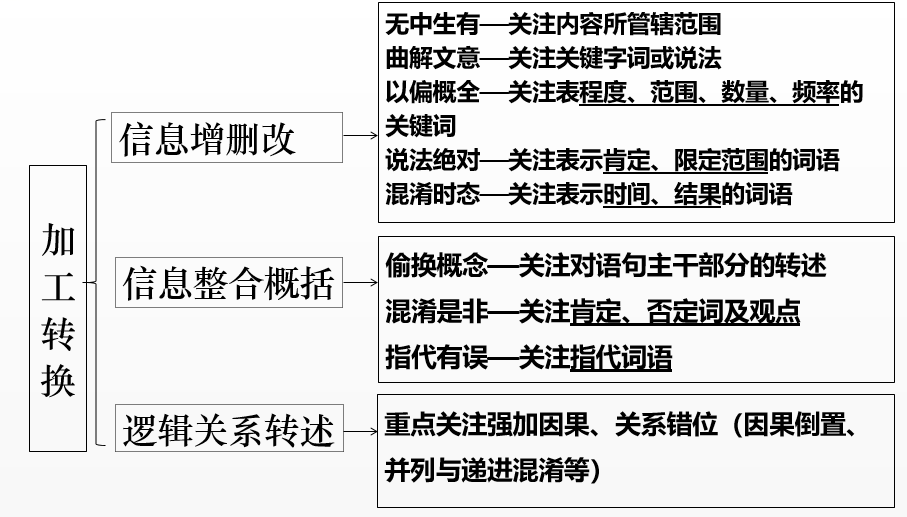 加工转换
信息增删改
无中生有——关注内容所管辖范围
曲解文意——关注关键字词或说法
以偏概全——关注表程度、范围、数量、频率的
关键词
说法绝对——关注表示肯定、限定范围的词语
混淆时态——关注表示时间、结果的词语
信息整合概括
偷换概念——关注对语句主干部分的转述
混淆是非——关注肯定、否定词及观点
指代有误——关注指代词语
逻辑关系转述
重点关注强加因果、关系错位（因果倒置、
并列与递进混淆等）